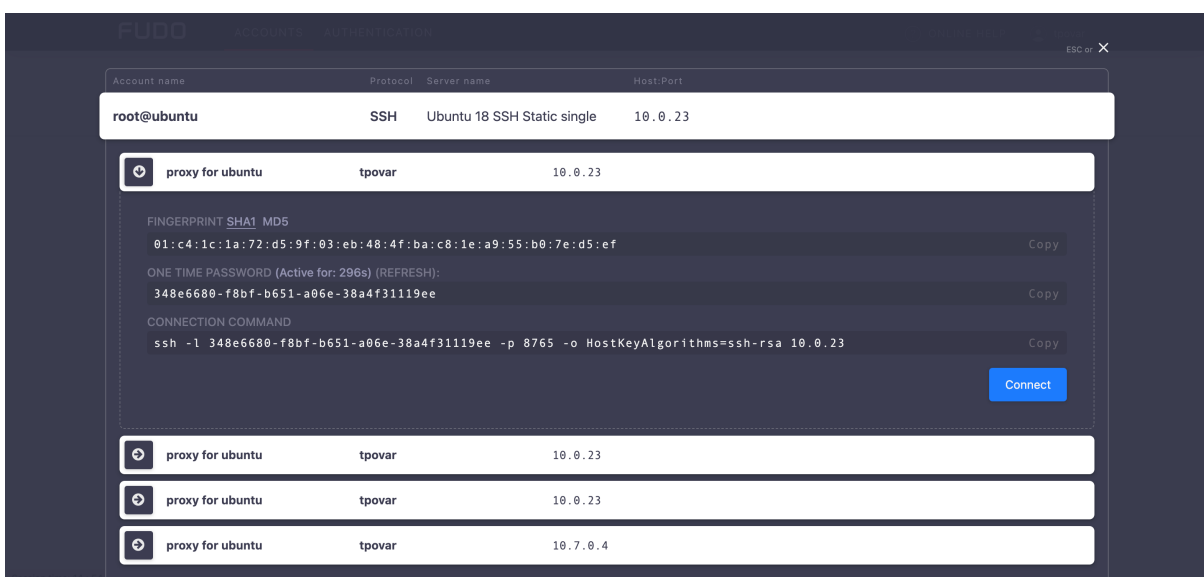 FUDO ACCOUNTS AUTHENTICATION
ESC or ×
Account name Protocol Server name Host:Port
root@ubuntu SSH Ubuntu 18 SSH Static single 10.0.23
proxy for ubuntu tpovar 10.0.23
FINGERPRINT SHA1 MD5
01:c4:1c:1a:72:d5:9f:03:eb:48:4f:ba:c8:1e:a9:55:b0:7e:d5:ef Copy
ONE TIME PASSWORD (Active for: 296s) (REFRESH):
348e6680-f8bf-b651-a06e-38a4f31119ee Copy
CONNECTION COMMAND
ssh -l 348e6680-f8bf-b651-a06e-38a4f31119ee -p 8765 -o HostKeyAlgorithms=ssh-rsa 10.0.23 Copy
Connect
proxy for ubuntu tpovar 10.0.23
proxy for ubuntu tpovar 10.0.23
proxy for ubuntu tpovar 10.7.0.4